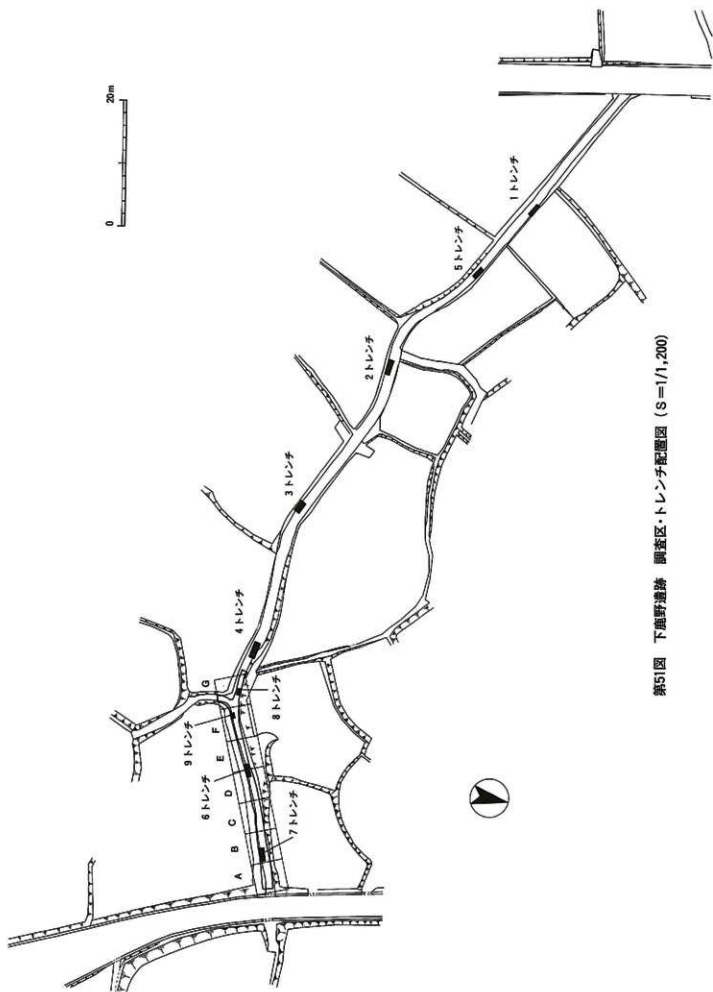 0 20m
1トレンチ
5トレンチ
2トレンチ
3トレンチ
4トレンチ
G
8トレンチ
9トレンチ
F
E
6トレンチ
D
C
7トレンチ
B
A
第51図 下鹿野遺跡 調査区・トレンチ配置図 (S=1/1,200)